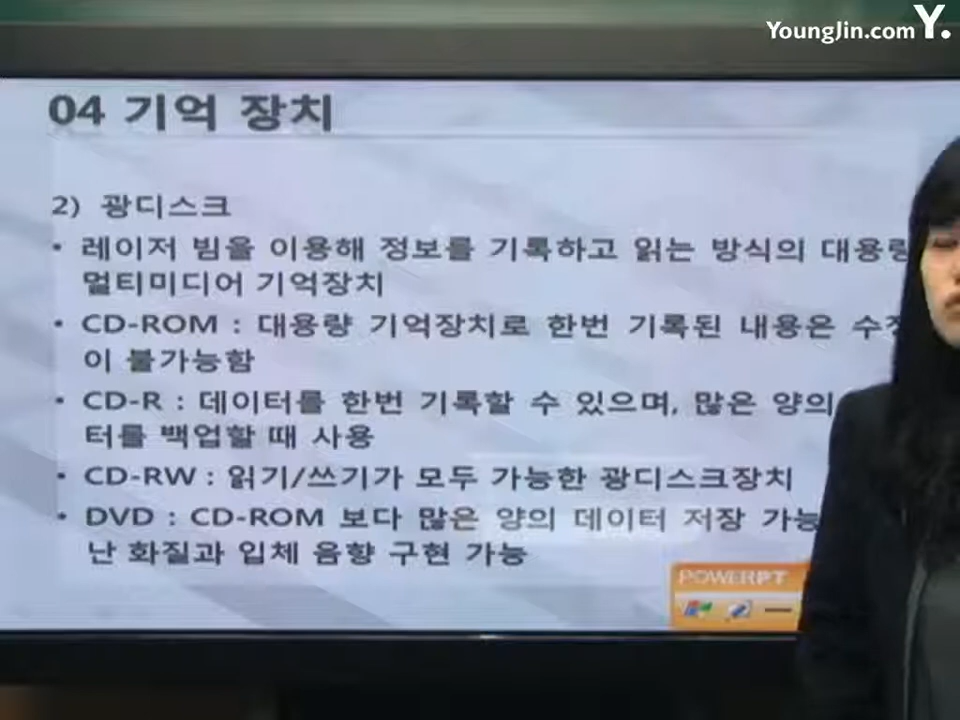 YoungJin.com Y.
04 기억 장치
2) 광디스크
• 레이저 빔을 이용해 정보를 기록하고 읽는 방식의 대용량
멀티미디어 기억장치
• CD-ROM : 대용량 기억장치로 한번 기록된 내용은 수정
이 불가능함
• CD-R : 데이터를 한번 기록할 수 있으며, 많은 양의
터를 백업할 때 사용
• CD-RW : 읽기/쓰기가 모두 가능한 광디스크장치
• DVD : CD-ROM 보다 많은 양의 데이터 저장 가능
난 화질과 입체 음향 구현 가능
POWERPT